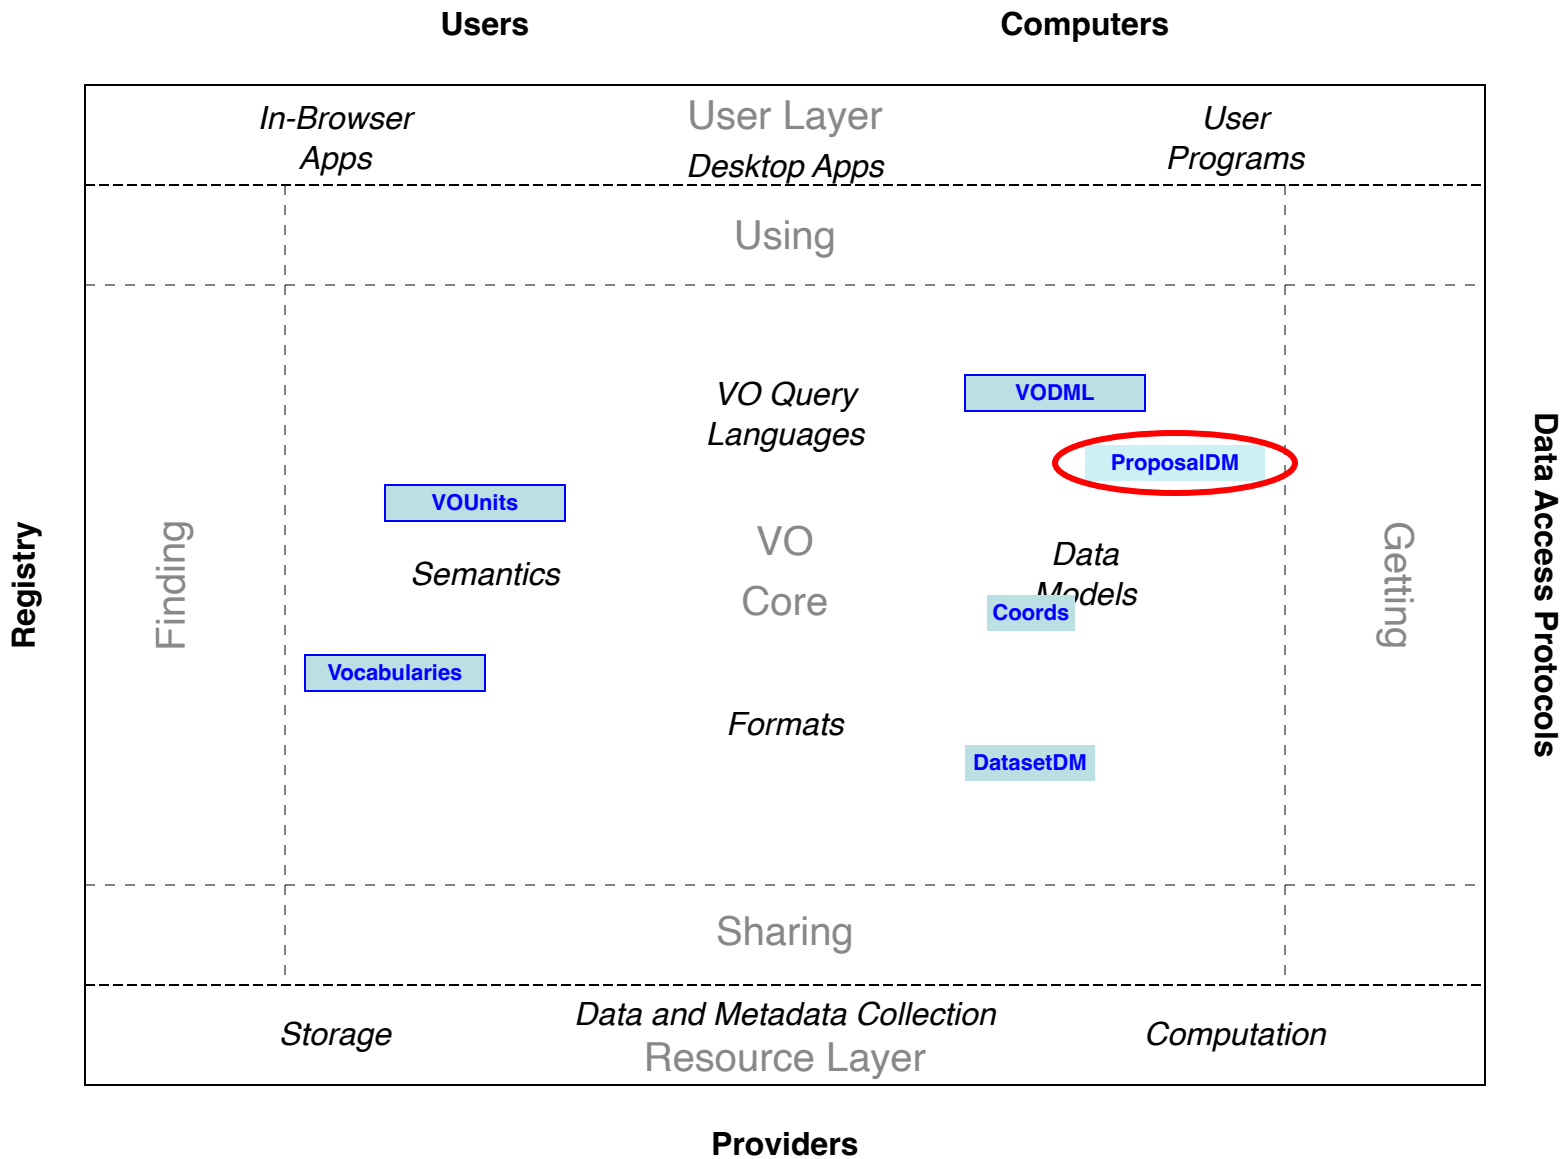 Users
Computers
In-Browser
Apps
User Layer
Desktop Apps
User
Programs
Using
VO Query
Languages
VODML
ProposalDM
VOUnits
Semantics
VO
Core
Data
Models
Coords
Vocabularies
Formats
DatasetDM
Registry
Finding
Getting
Data Access Protocols
Sharing
Storage
Data and Metadata Collection
Computation
Resource Layer
Providers